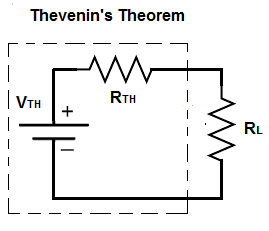 Thevenin's Theorem
RTH
VTH
+
−
RL